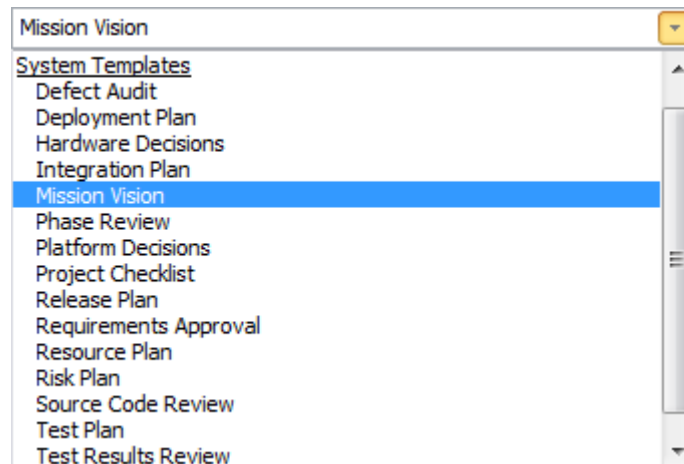 Mission Vision
System Templates
Defect Audit
Deployment Plan
Hardware Decisions
Integration Plan
Mission Vision
Phase Review
Platform Decisions
Project Checklist
Release Plan
Requirements Approval
Resource Plan
Risk Plan
Source Code Review
Test Plan
Test Results Review